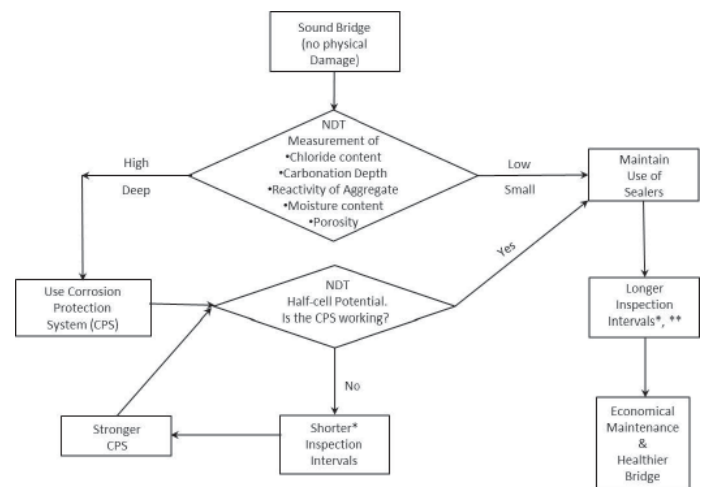 Sound Bridge
(no physical
Damage)
NDT
Measurement of
•Chloride content
•Carbonation Depth
•Reactivity of Aggregate
•Moisture content
•Porosity
High
Deep
Low
Small
Maintain
Use of
Sealers
Use Corrosion
Protection
System (CPS)
NDT
Half-cell Potential.
Is the CPS working?
Yes
Longer
Inspection
Intervals*, **
No
Stronger
CPS
Shorter*
Inspection
Intervals
Economical
Maintenance
&
Healthier
Bridge